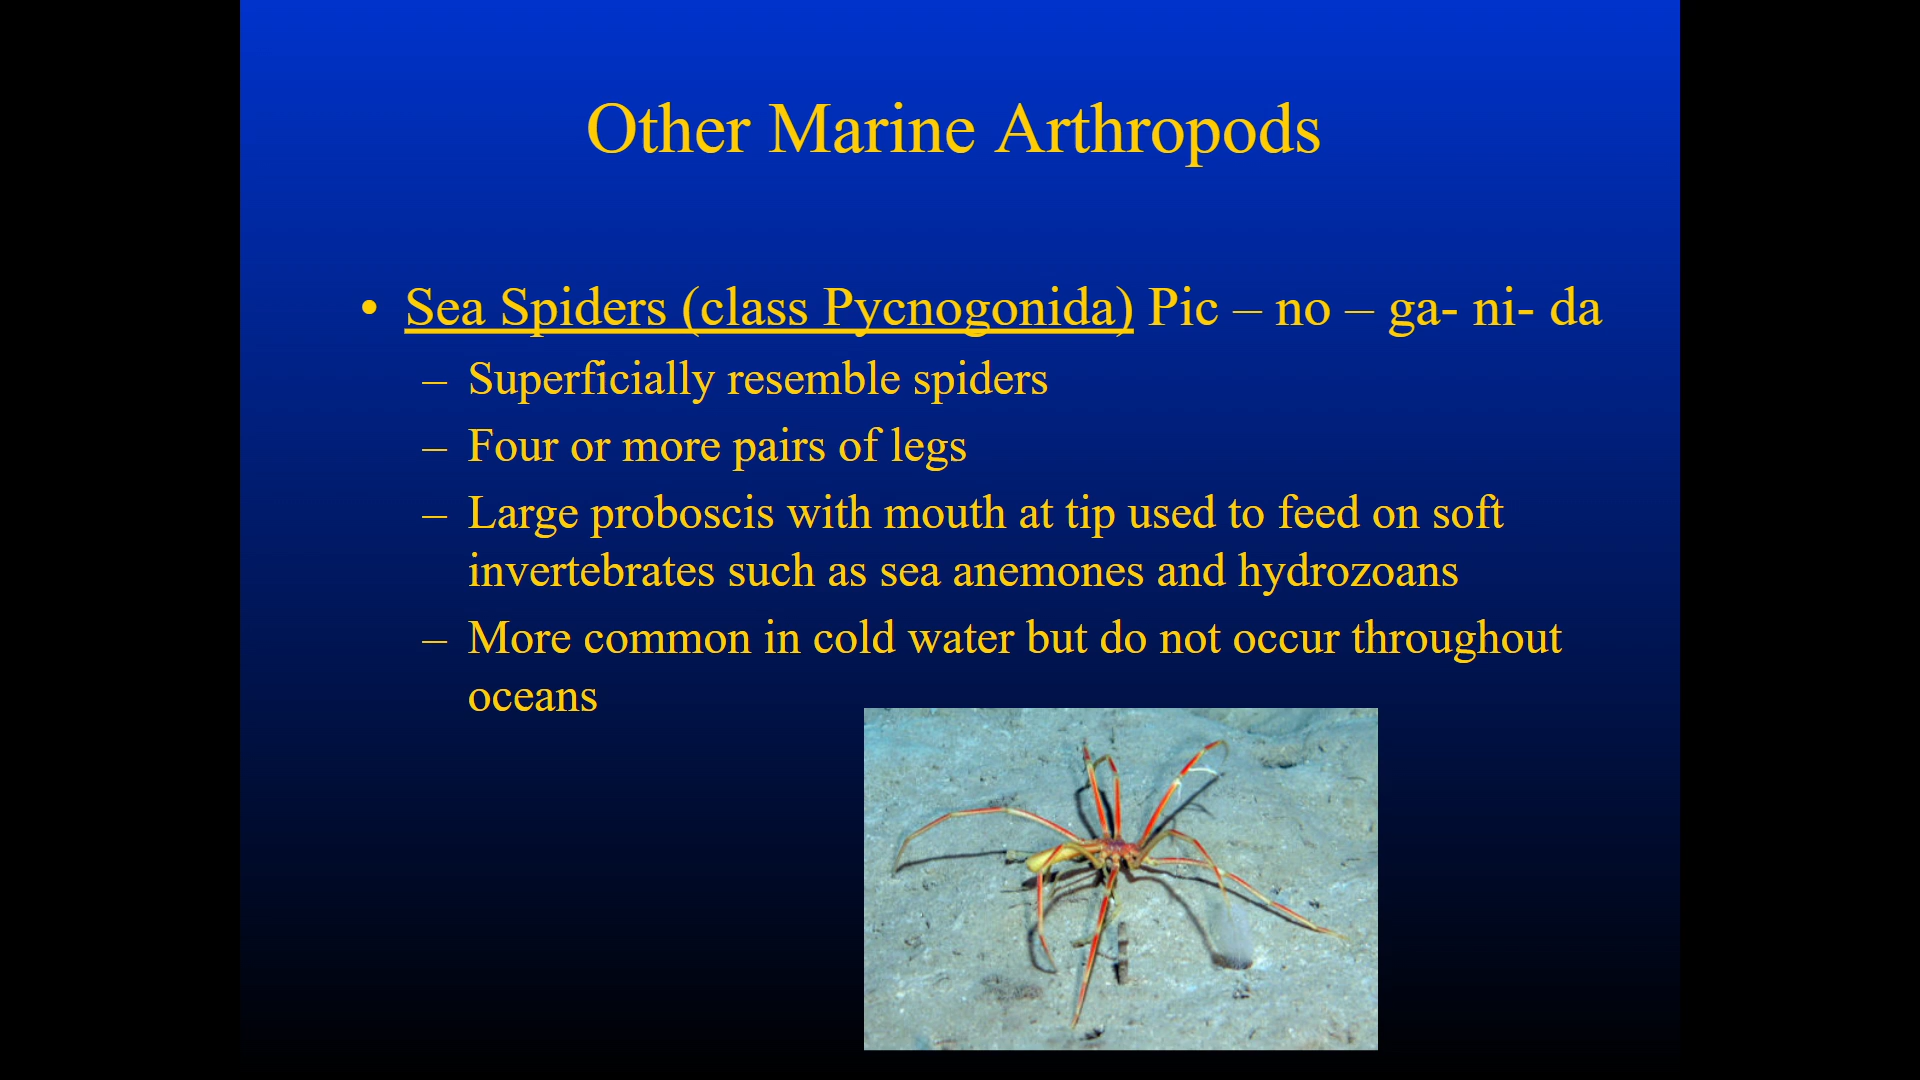 Other Marine Arthropods
• Sea Spiders (class Pycnogonida) Pic – no – ga- ni- da
– Superficially resemble spiders
– Four or more pairs of legs
– Large proboscis with mouth at tip used to feed on soft
invertebrates such as sea anemones and hydrozoans
– More common in cold water but do not occur throughout
oceans